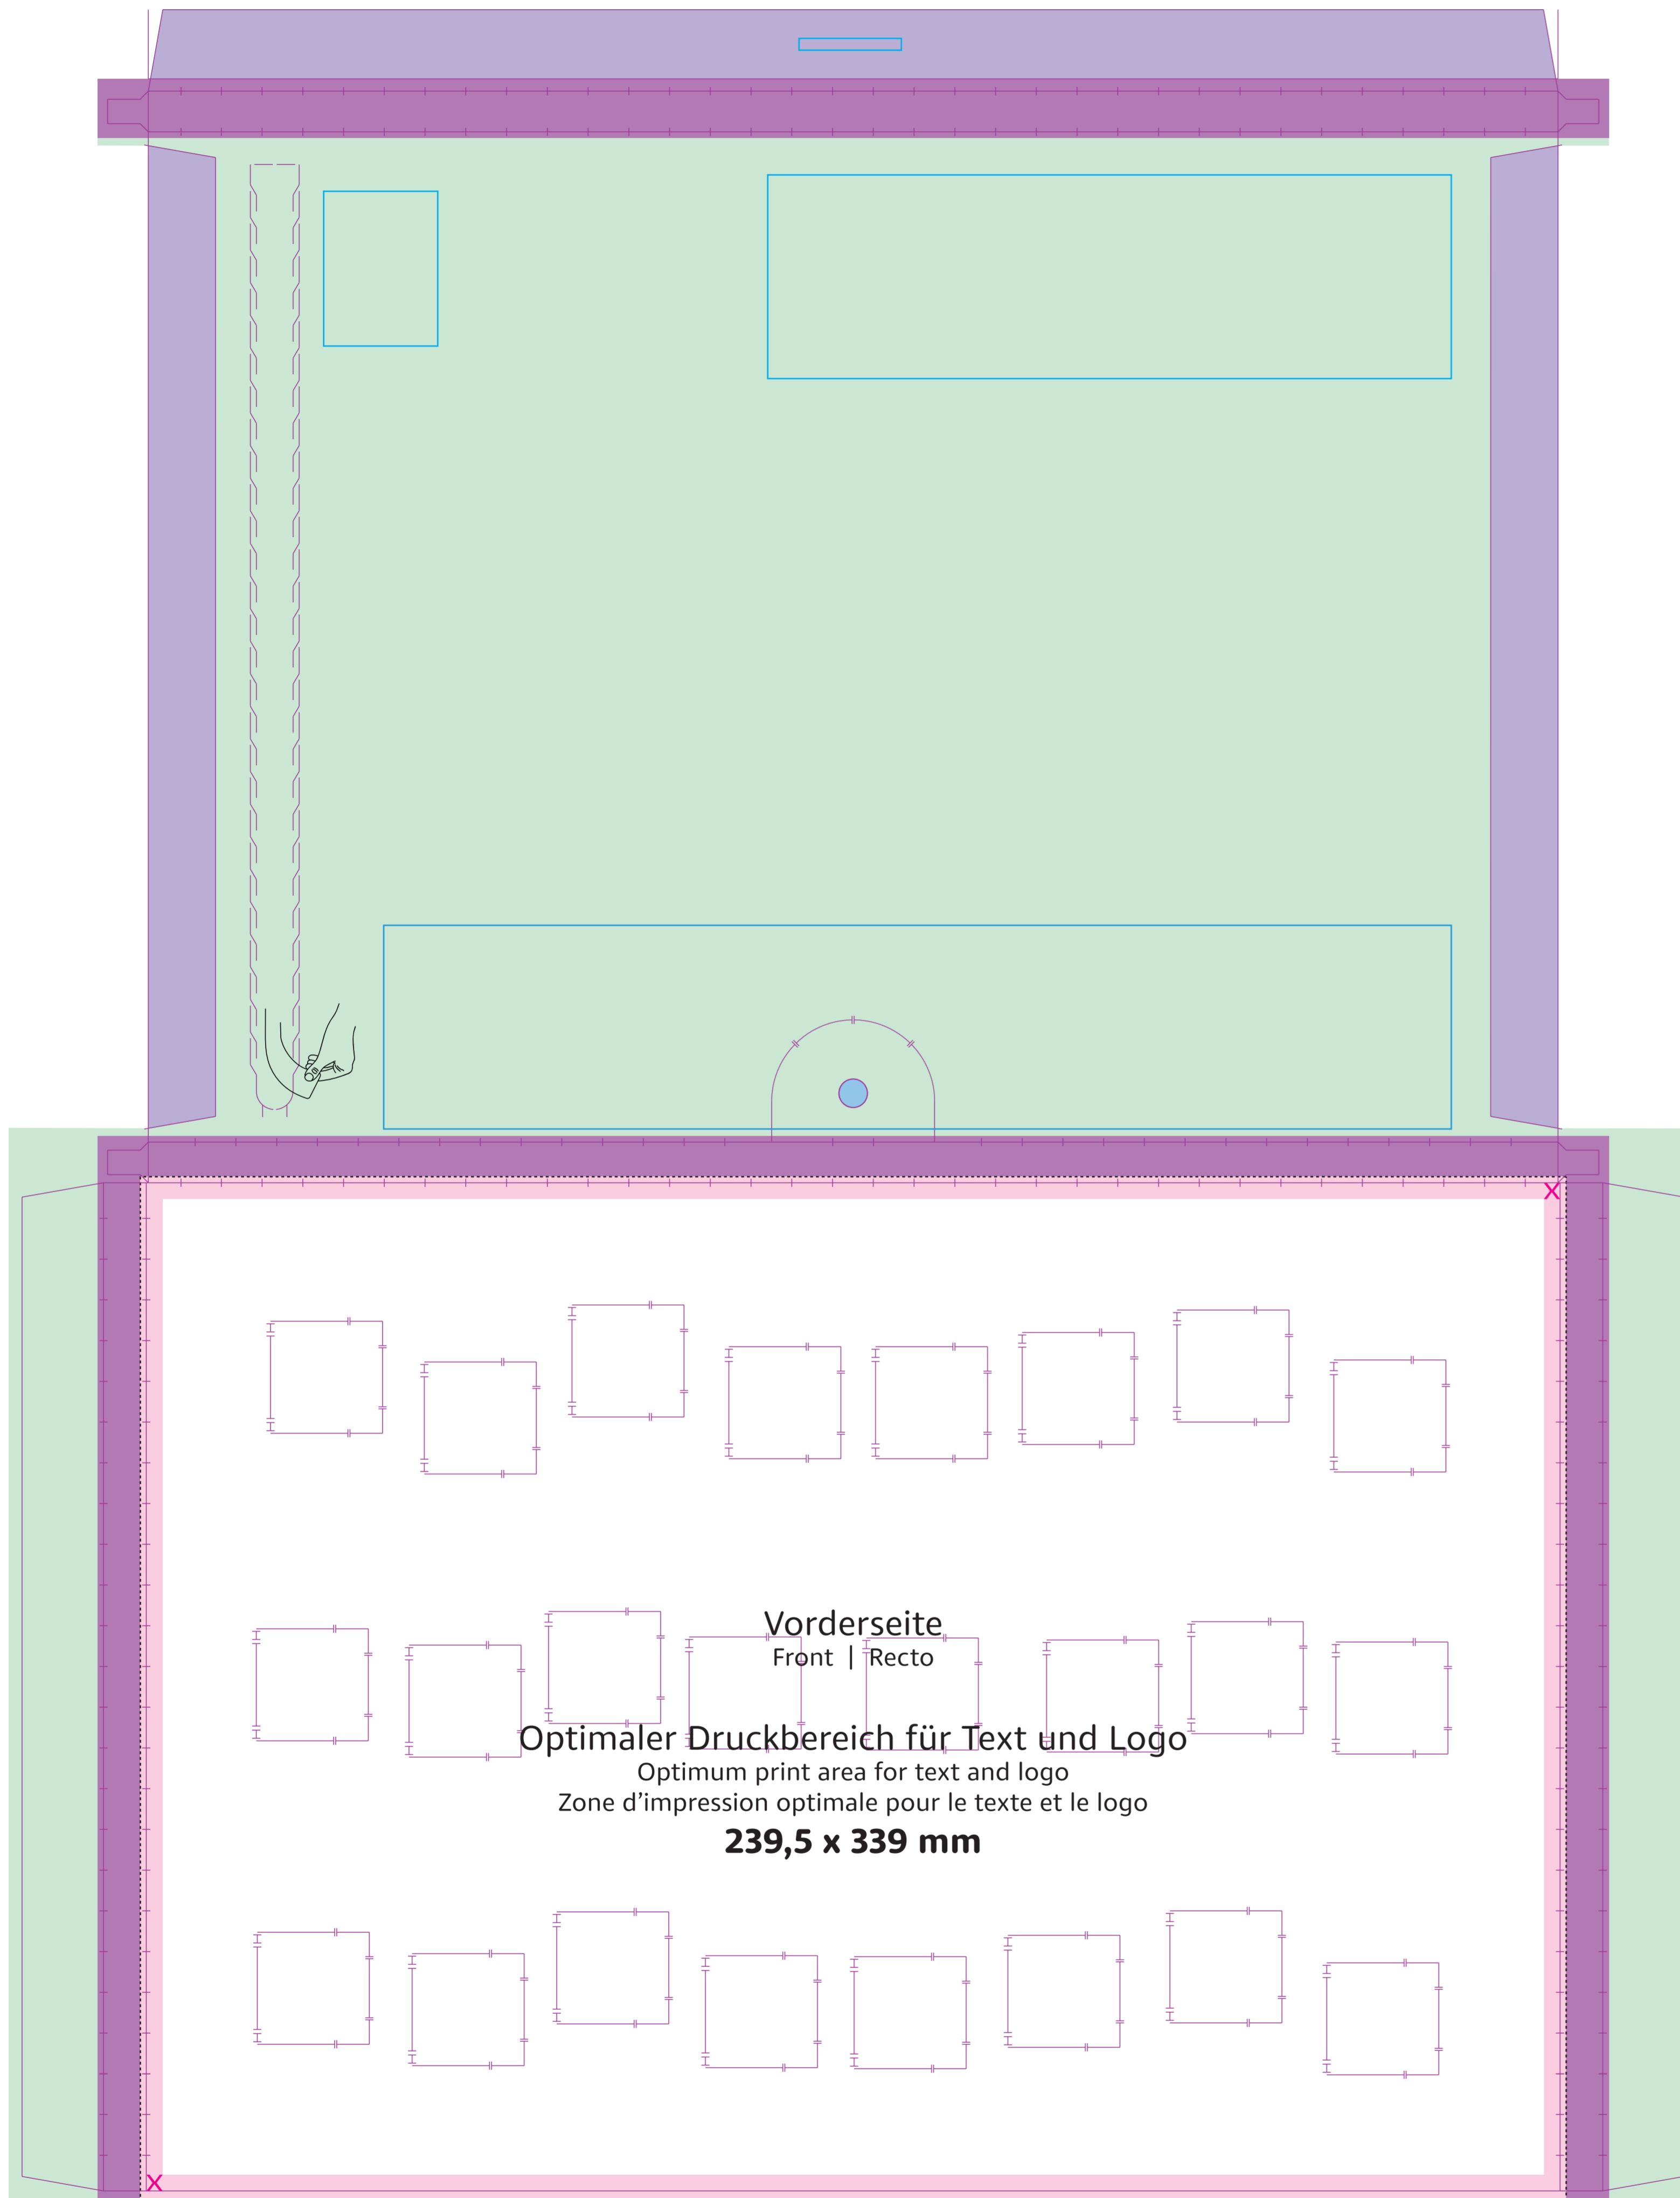 X
Vorderseite
Front | Recto
Optimaler Druckbereich für Text und Logo
Optimum print area for text and logo
Zone d’impression optimale pour le texte et le logo
239,5 x 339 mm
X